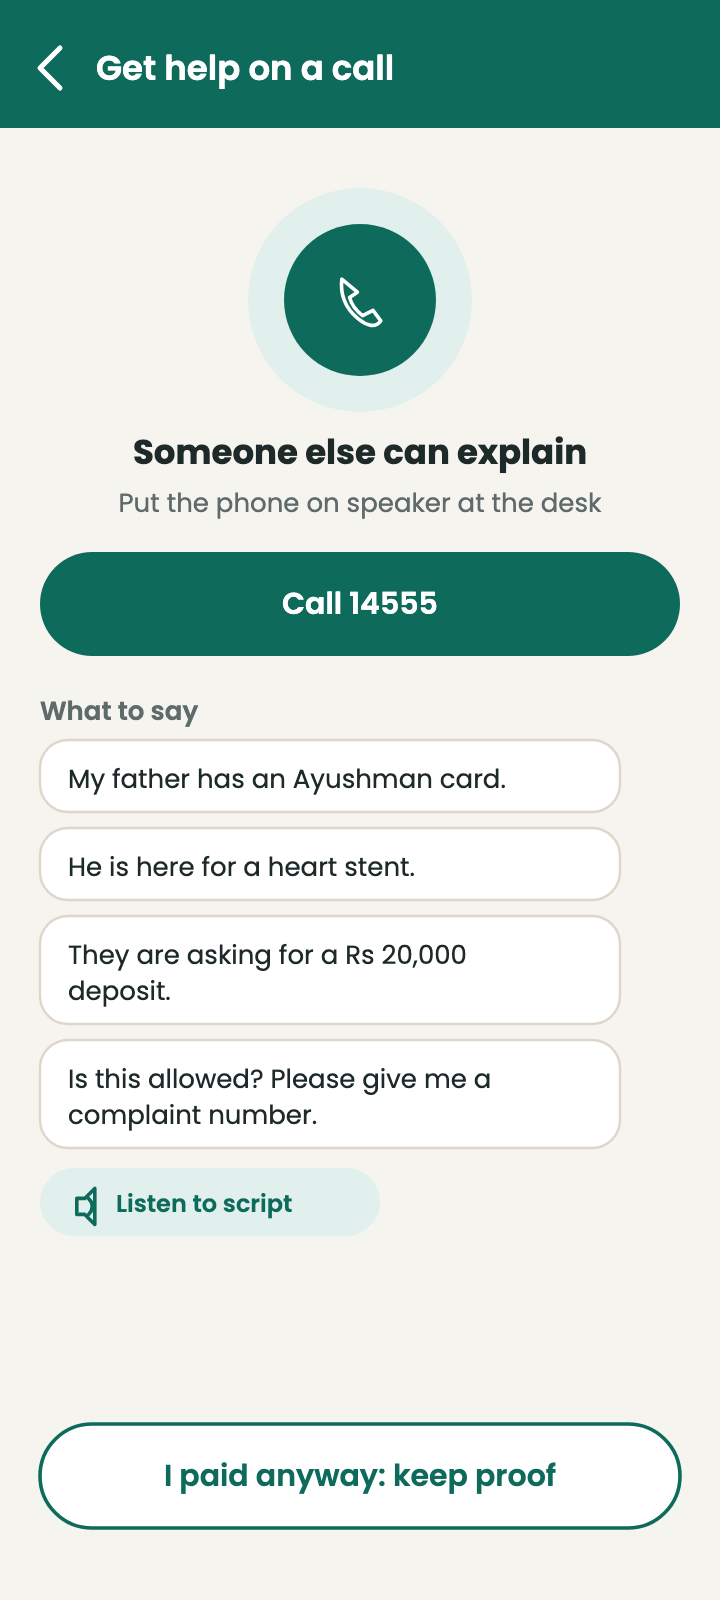 Get help on a call
Someone else can explain
Put the phone on speaker at the desk
Call 14555
What to say
My father has an Ayushman card.
He is here for a heart stent.
They are asking for a Rs 20,000
deposit.
Is this allowed? Please give me a
complaint number.
Listen to script
I paid anyway: keep proof